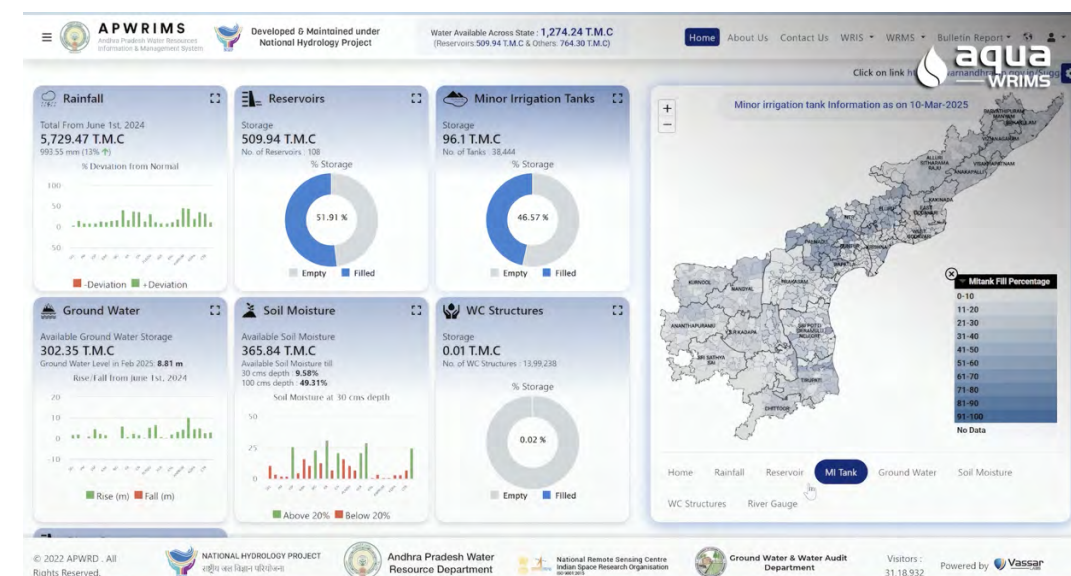 APWRIMS
Andhra Pradesh Water Resources
Information & Management System
Developed & Maintained under
National Hydrology Project
Water Available Across State : 1,274.24 T.M.C
(Reservoirs:509.94 T.M.C & Others: 764.30 T.M.C)
Home About Us Contact Us WRIS WRMS Bulletin Report
aqua
WRIMS
Click on link
Rainfall
Total From June 1st, 2024
5,729.47 T.M.C
993.55 mm (13% ↑)
% Deviation from Normal
100
50
0
50
-Deviation +Deviation
Reservoirs
Storage
509.94 T.M.C
No. of Reservoirs : 108
% Storage
51.91 %
Empty Filled
Minor Irrigation Tanks
Storage
96.1 T.M.C
No. of Tanks : 38,444
% Storage
46.57 %
Empty Filled
Ground Water
Available Ground Water Storage
302.35 T.M.C
Ground Water Level in Feb 2025: 8.81 m
Rise/Fall from June 1st, 2024
20
10
0
-10
Rise (m) Fall (m)
Soil Moisture
Available Soil Moisture
365.84 T.M.C
Available Soil Moisture till
30 cms depth : 9.58%
100 cms depth : 49.31%
Soil Moisture at 30 cms depth
50
25
0
Above 20% Below 20%
WC Structures
Storage
0.01 T.M.C
No. of WC Structures : 13,99,238
% Storage
0.02 %
Empty Filled
+
−
Minor irrigation tank Information as on 10-Mar-2025
VISAKHAPATNAM
ANAKAPALLI
KAKINADA
KURNOOL
NANDYAL
PRAKASAM
ANANTHAPURAMU
SRI SATHYA
SAI
TIRUPATI
CHITTOOR
Mitank Fill Percentage
0-10
11-20
21-30
31-40
41-50
51-60
61-70
71-80
81-90
91-100
No Data
Home Rainfall Reservoir MI Tank Ground Water Soil Moisture
WC Structures River Gauge
© 2022 APWRD . All
Rights Reserved.
NATIONAL HYDROLOGY PROJECT
राष्ट्रीय जल विज्ञान परियोजना
Andhra Pradesh Water
Resource Department
National Remote Sensing Centre
Indian Space Research Organisation
Ground Water & Water Audit
Department
Visitors :
31,18,932
Powered by Vassar